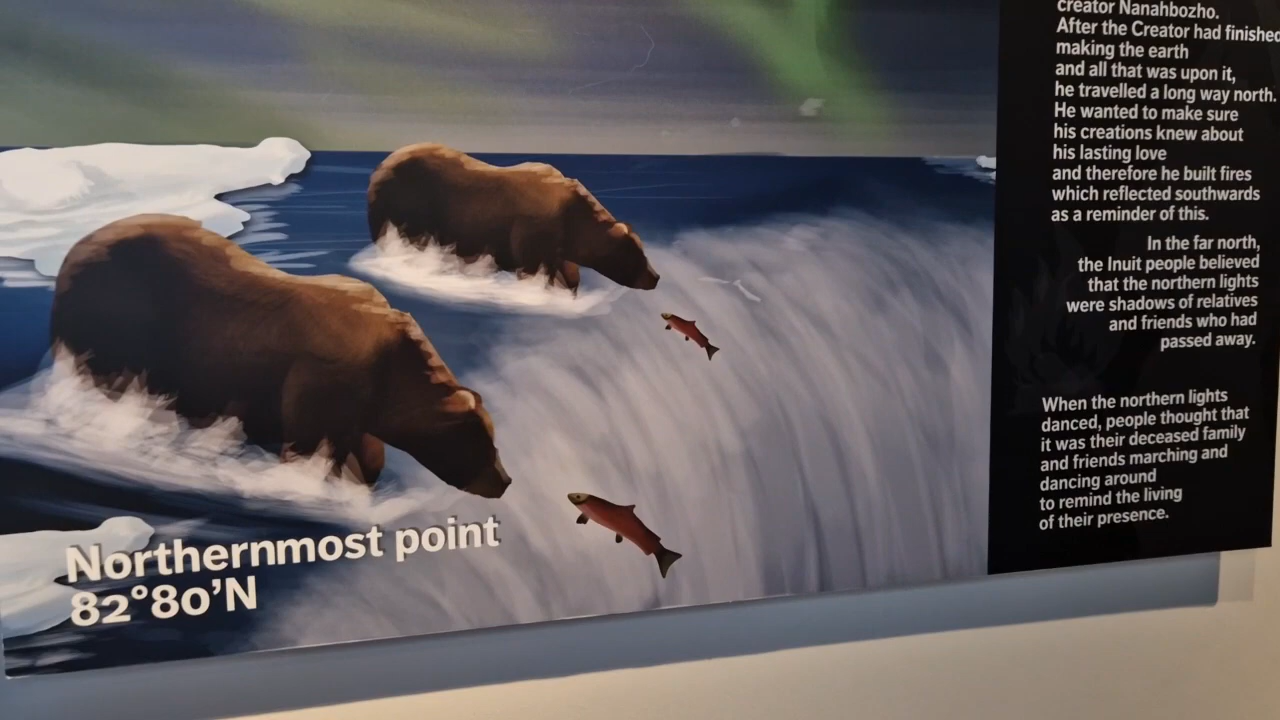 Northernmost point
82°80'N
creator Nanahbozho.
After the Creator had finished
making the earth
and all that was upon it,
he travelled a long way north.
He wanted to make sure
his creations knew about
his lasting love
and therefore he built fires
which reflected southwards
as a reminder of this.
In the far north,
the Inuit people believed
that the northern lights
were shadows of relatives
and friends who had
passed away.
When the northern lights
danced, people thought that
it was their deceased family
and friends marching and
dancing around
to remind the living
of their presence.